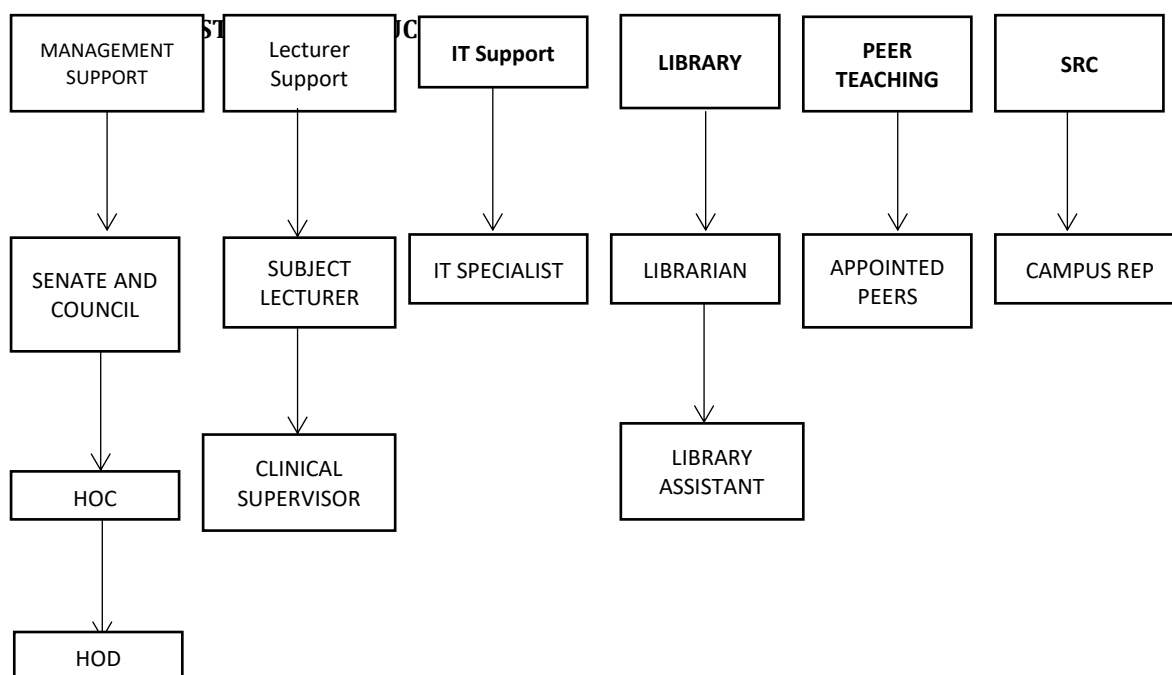 MANAGEMENT
SUPPORT
Lecturer
Support
IT Support
LIBRARY
PEER
TEACHING
SRC
SENATE AND
COUNCIL
SUBJECT
LECTURER
IT SPECIALIST
LIBRARIAN
APPOINTED
PEERS
CAMPUS REP
HOC
CLINICAL
SUPERVISOR
LIBRARY
ASSISTANT
HOD